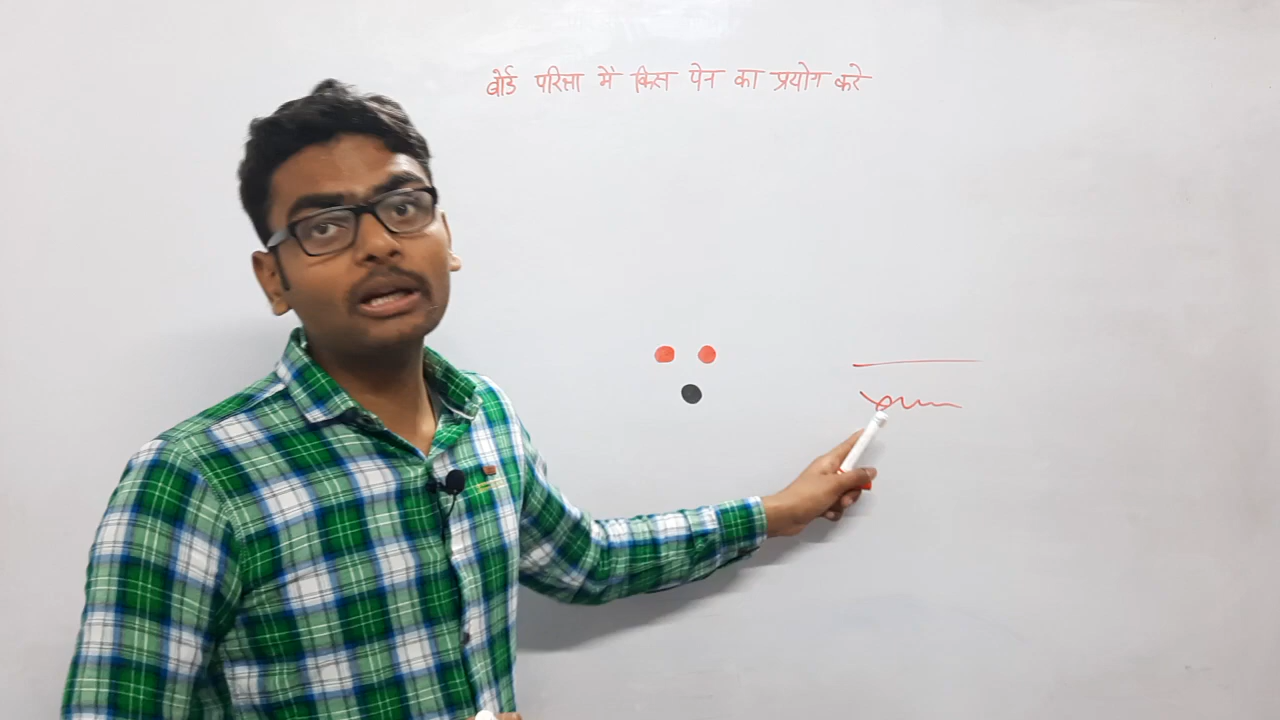 बोर्ड परिक्षा में किस पेन का प्रयोग करे